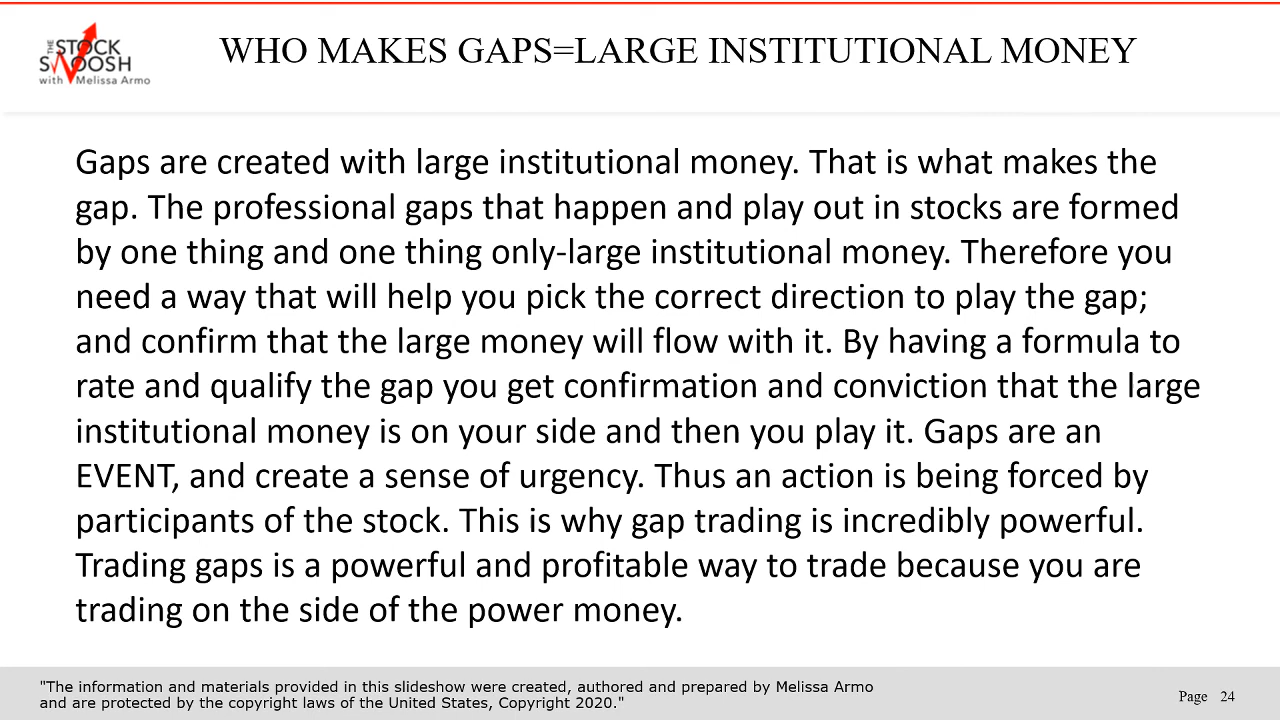 THE
STOCK
SWOOSH
with Melissa Armo
WHO MAKES GAPS=LARGE INSTITUTIONAL MONEY
Gaps are created with large institutional money. That is what makes the
gap. The professional gaps that happen and play out in stocks are formed
by one thing and one thing only-large institutional money. Therefore you
need a way that will help you pick the correct direction to play the gap;
and confirm that the large money will flow with it. By having a formula to
rate and qualify the gap you get confirmation and conviction that the large
institutional money is on your side and then you play it. Gaps are an
EVENT, and create a sense of urgency. Thus an action is being forced by
participants of the stock. This is why gap trading is incredibly powerful.
Trading gaps is a powerful and profitable way to trade because you are
trading on the side of the power money.
"The information and materials provided in this slideshow were created, authored and prepared by Melissa Armo
and are protected by the copyright laws of the United States, Copyright 2020."
Page 24